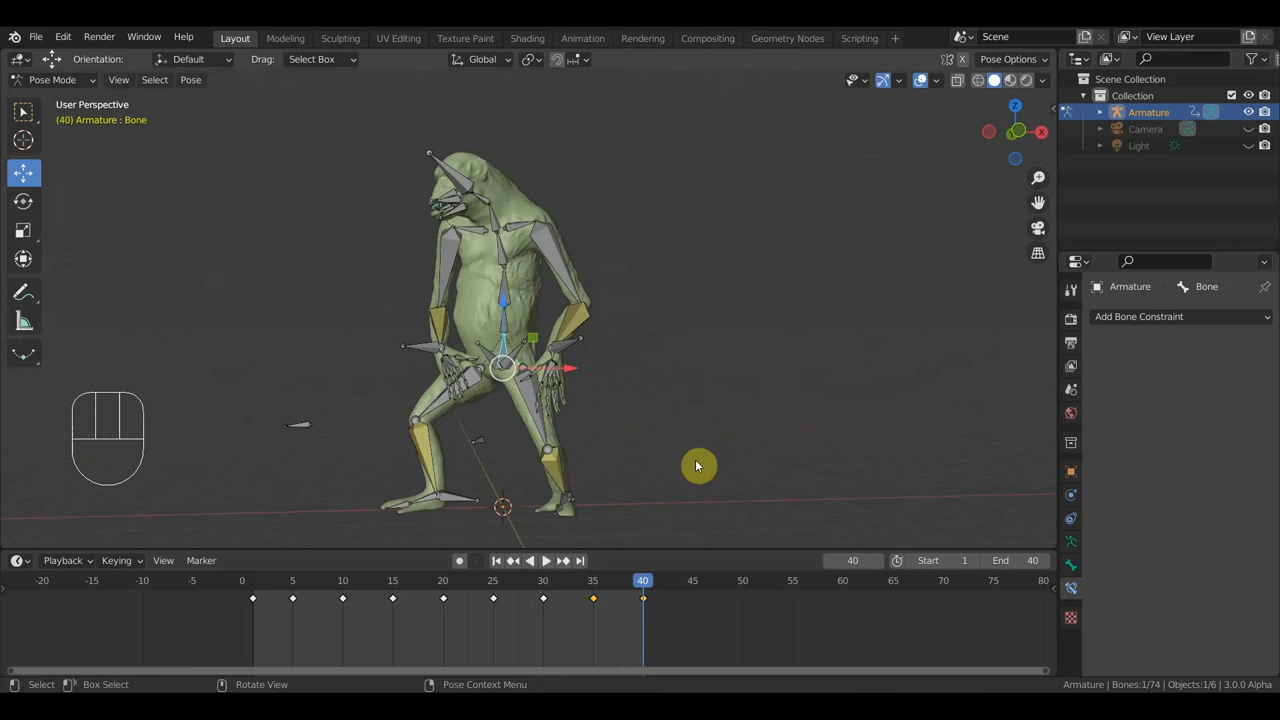 File Edit Render Window Help Layout Modeling Sculpting UV Editing Texture Paint Shading Animation Rendering Compositing Geometry Nodes Scripting + Scene View Layer
Orientation: Default Drag: Select Box Global X Pose Options
Pose Mode View Select Pose
User Perspective
(40) Armature : Bone
Z
X
Scene Collection
Collection
Armature
Camera
Light
Armature Bone
Add Bone Constraint
Playback Keying View Marker 40 Start 1 End 40
-20 -10 0 5 10 15 20 25 30 35 40 45 50 55 60 65 70 75 80
Select Box Select Rotate View Pose Context Menu Armature | Bones:1/74 | Objects:1/6 | 3.0.0 Alpha